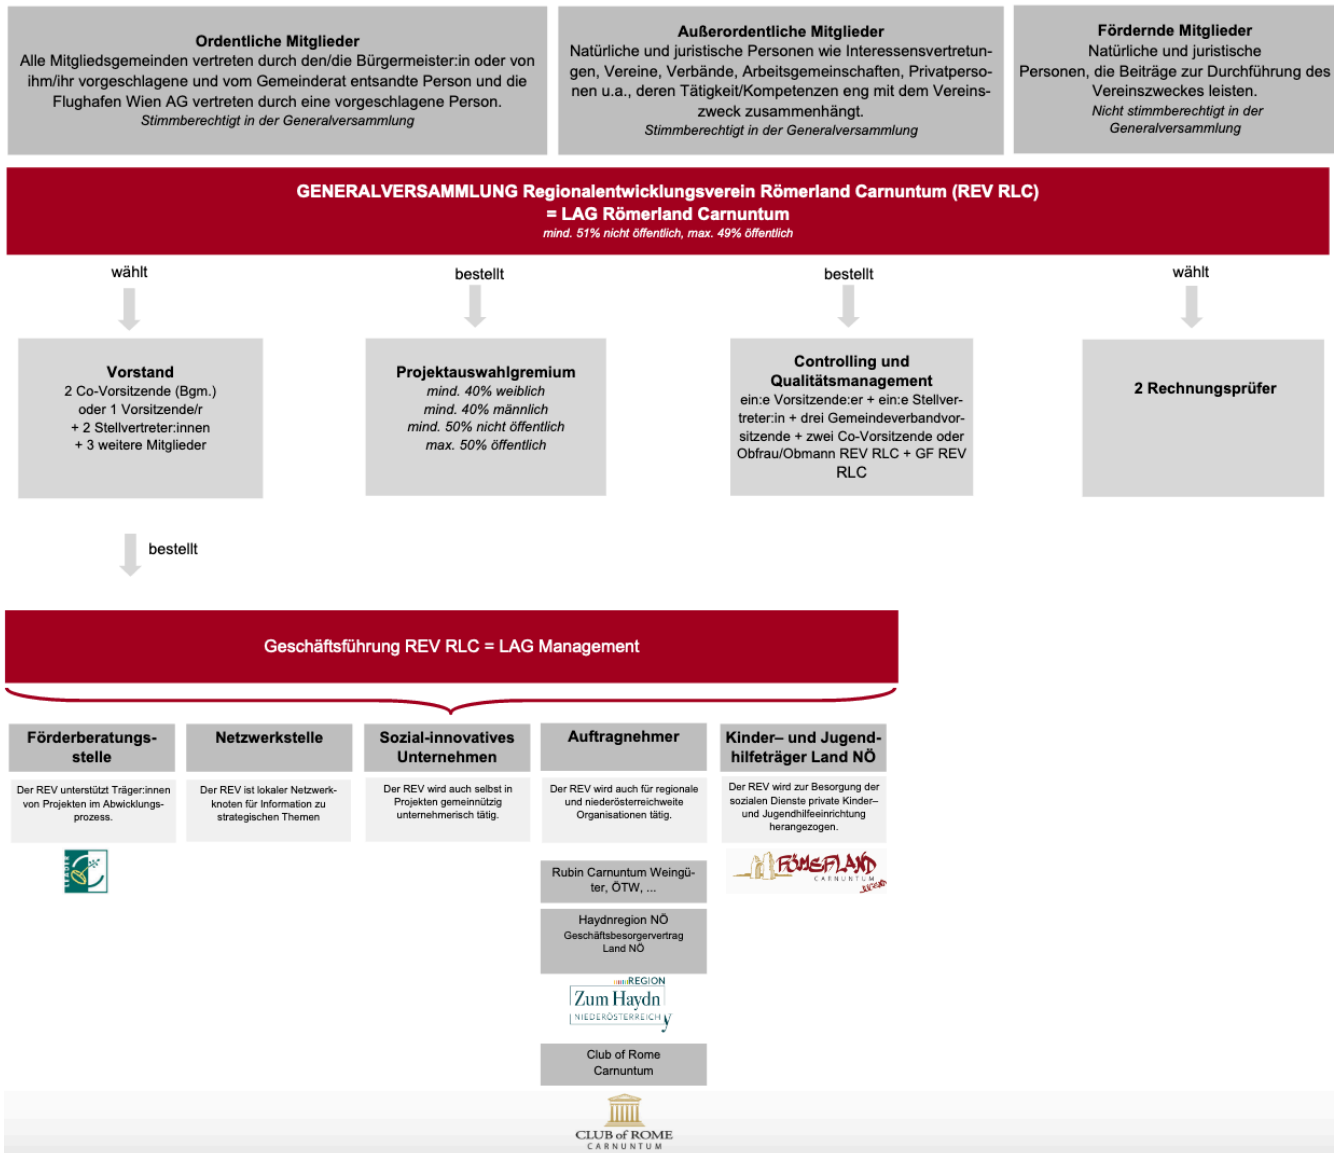 Ordentliche Mitglieder
Alle Mitgliedsgemeinden vertreten durch den/die Bürgermeister:in oder von
ihm/ihr vorgeschlagene und vom Gemeinderat entsandte Person und die
Flughafen Wien AG vertreten durch eine vorgeschlagene Person.
Stimmberechtigt in der Generalversammlung
Außerordentliche Mitglieder
Natürliche und juristische Personen wie Interessensvertretun-
gen, Vereine, Verbände, Arbeitsgemeinschaften, Privatperso-
nen u.a., deren Tätigkeit/Kompetenzen eng mit dem Vereins-
zweck zusammenhängt.
Stimmberechtigt in der Generalversammlung
Fördernde Mitglieder
Natürliche und juristische
Personen, die Beiträge zur Durchführung des
Vereinszweckes leisten.
Nicht stimmberechtigt in der
Generalversammlung
GENERALVERSAMMLUNG Regionalentwicklungsverein Römerland Carnuntum (REV RLC)
= LAG Römerland Carnuntum
mind. 51% nicht öffentlich, max. 49% öffentlich
wählt
bestellt
bestellt
wählt
Vorstand
2 Co-Vorsitzende (Bgm.)
oder 1 Vorsitzende/r
+ 2 Stellvertreter:innen
+ 3 weitere Mitglieder
Projektauswahlgremium
mind. 40% weiblich
mind. 40% männlich
mind. 50% nicht öffentlich
max. 50% öffentlich
Controlling und
Qualitätsmanagement
ein:e Vorsitzende:er + ein:e Stellver-
treter:in + drei Gemeindeverbandvor-
sitzende + zwei Co-Vorsitzende oder
Obfrau/Obmann REV RLC + GF REV
RLC
2 Rechnungsprüfer
bestellt
Geschäftsführung REV RLC = LAG Management
Förderberatungs-
stelle
Der REV unterstützt Träger:innen
von Projekten im Abwicklungs-
prozess.
LEADER
Netzwerkstelle
Der REV ist lokaler Netzwerk-
knoten für Information zu
strategischen Themen
Sozial-innovatives
Unternehmen
Der REV wird auch selbst in
Projekten gemeinnützig
unternehmerisch tätig.
Auftragnehmer
Der REV wird auch für regionale
und niederösterreichweite
Organisationen tätig.
Rubin Carnuntum Weingü-
ter, ÖTW, ...
Haydnregion NÖ
Geschäftsbesorgervertrag
Land NÖ
REGION
Zum Haydn
NIEDERÖSTERREICH
Club of Rome
Carnuntum
CLUB of ROME
CARNUNTUM
Kinder– und Jugend-
hilfeträger Land NÖ
Der REV wird zur Besorgung der
sozialen Dienste private Kinder–
und Jugendhilfeeinrichtung
herangezogen.
RÖMERLAND
CARNUNTUM